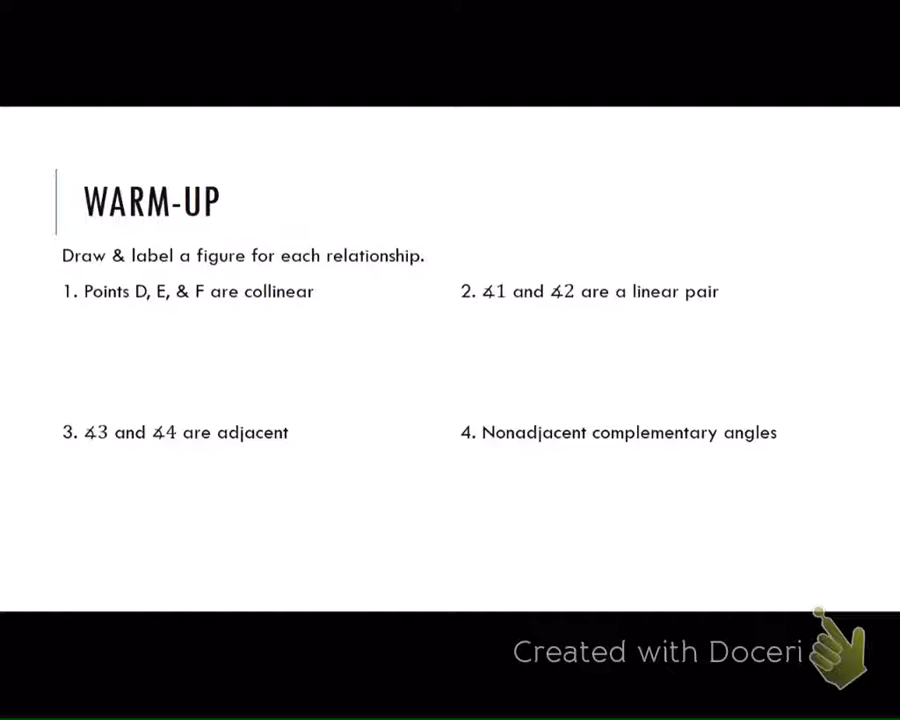 WARM-UP
Draw & label a figure for each relationship.
1. Points D, E, & F are collinear
2. ∡1 and ∡2 are a linear pair
3. ∡3 and ∡4 are adjacent
4. Nonadjacent complementary angles
Created with Doceri